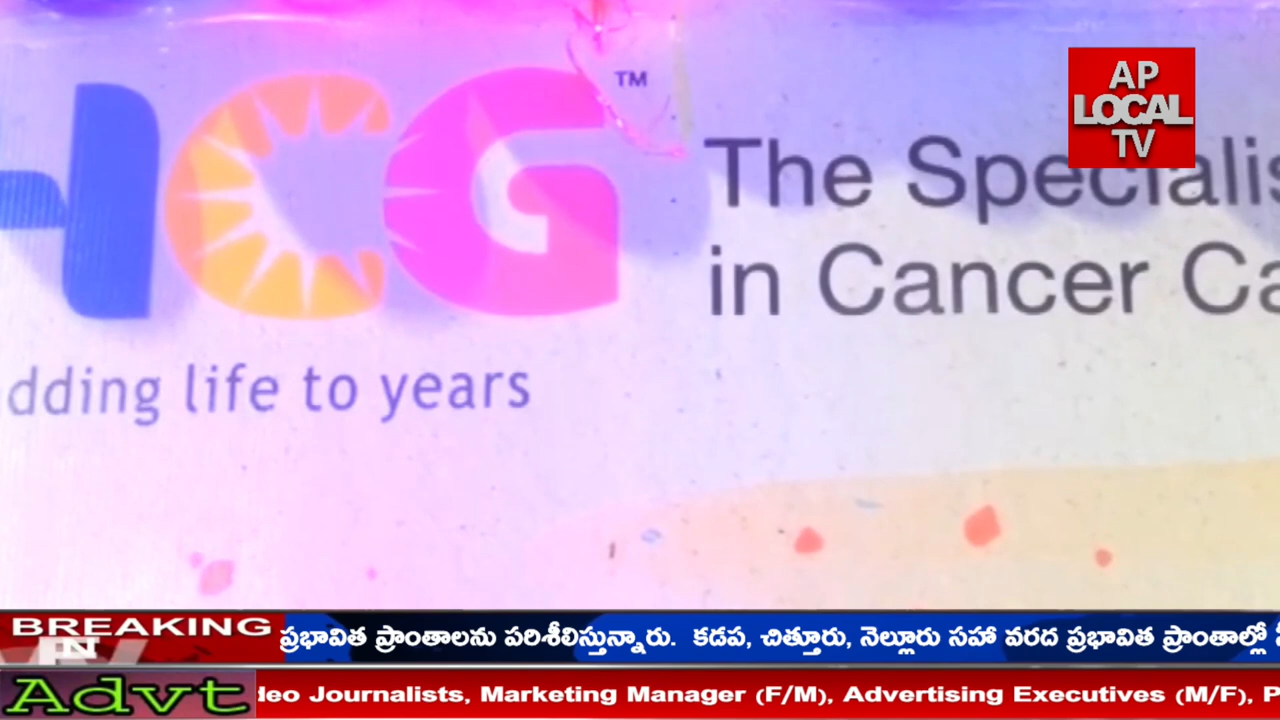 HCG™
The Specialis
in Cancer Ca
dding life to years
AP
LOCAL
TV
BREAKING
ప్రభావిత ప్రాంతాలను పరిశీలిస్తున్నారు. కడప, చిత్తూరు, నెల్లూరు సహా వరద ప్రభావిత ప్రాంతాల్లో
Advt
deo Journalists, Marketing Manager (F/M), Advertising Executives (M/F), P